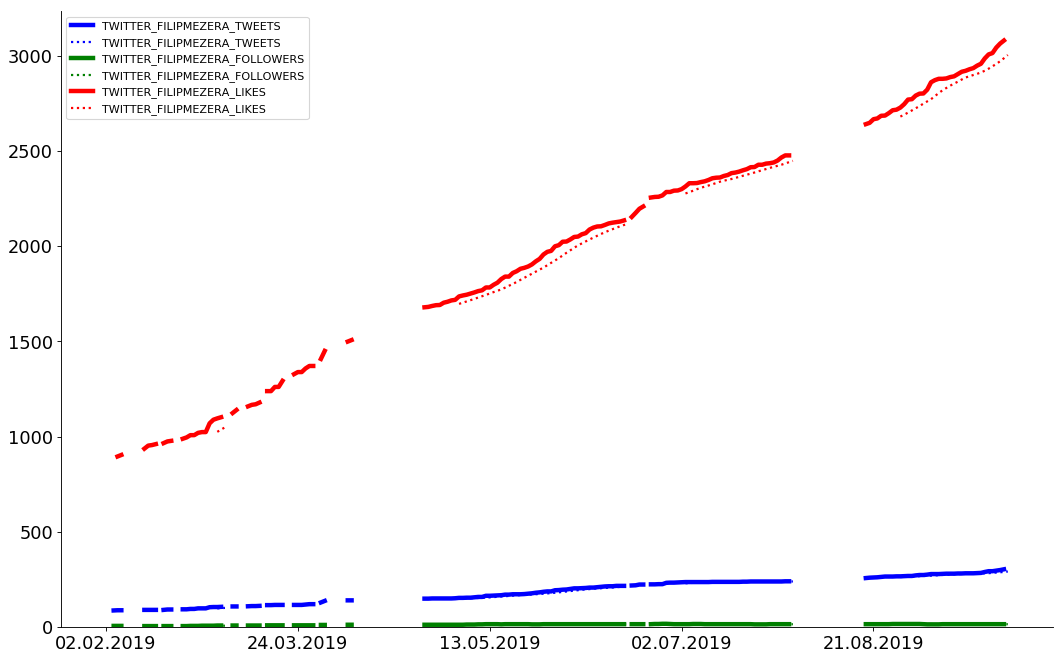 TWITTER_FILIPMEZERA_TWEETS
TWITTER_FILIPMEZERA_TWEETS
TWITTER_FILIPMEZERA_FOLLOWERS
TWITTER_FILIPMEZERA_FOLLOWERS
TWITTER_FILIPMEZERA_LIKES
TWITTER_FILIPMEZERA_LIKES
3000
2500
2000
1500
1000
500
0
02.02.2019 24.03.2019 13.05.2019 02.07.2019 21.08.2019